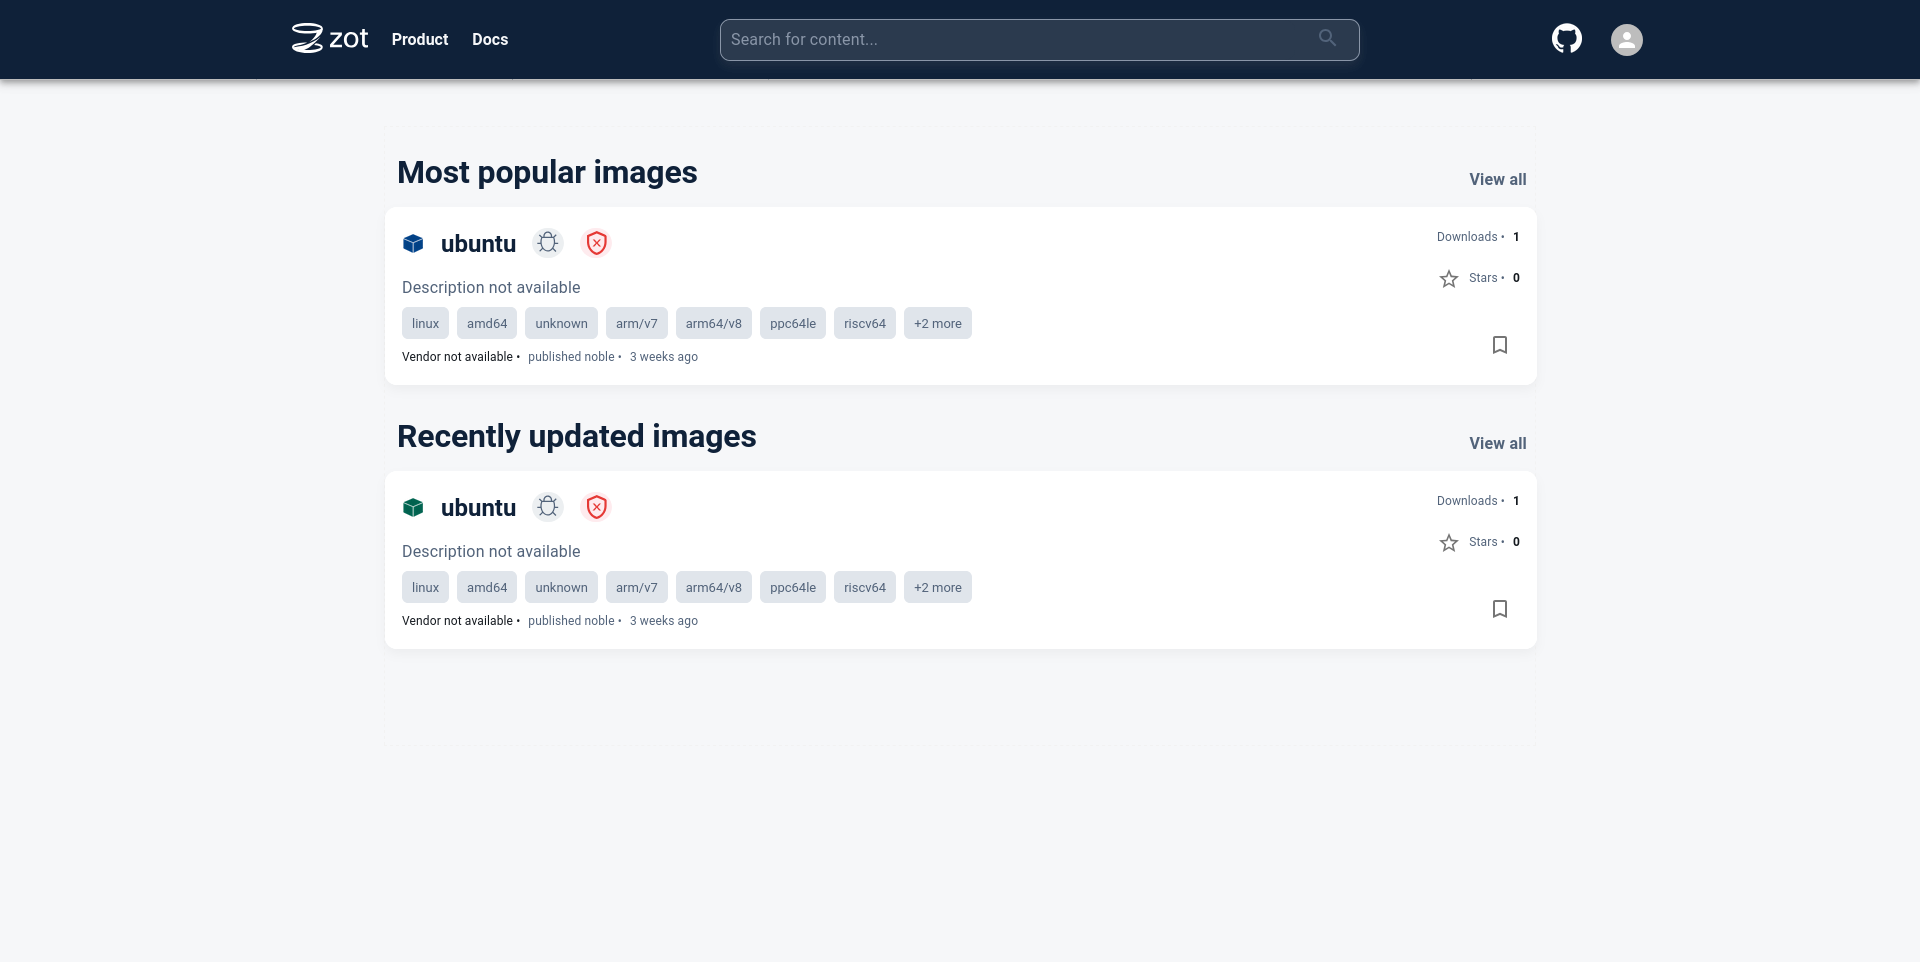 zot Product Docs Search for content...
Most popular images View all
ubuntu Downloads • 1
Stars • 0
Description not available
linux amd64 unknown arm/v7 arm64/v8 ppc64le riscv64 +2 more
Vendor not available • published noble • 3 weeks ago
Recently updated images View all
ubuntu Downloads • 1
Stars • 0
Description not available
linux amd64 unknown arm/v7 arm64/v8 ppc64le riscv64 +2 more
Vendor not available • published noble • 3 weeks ago